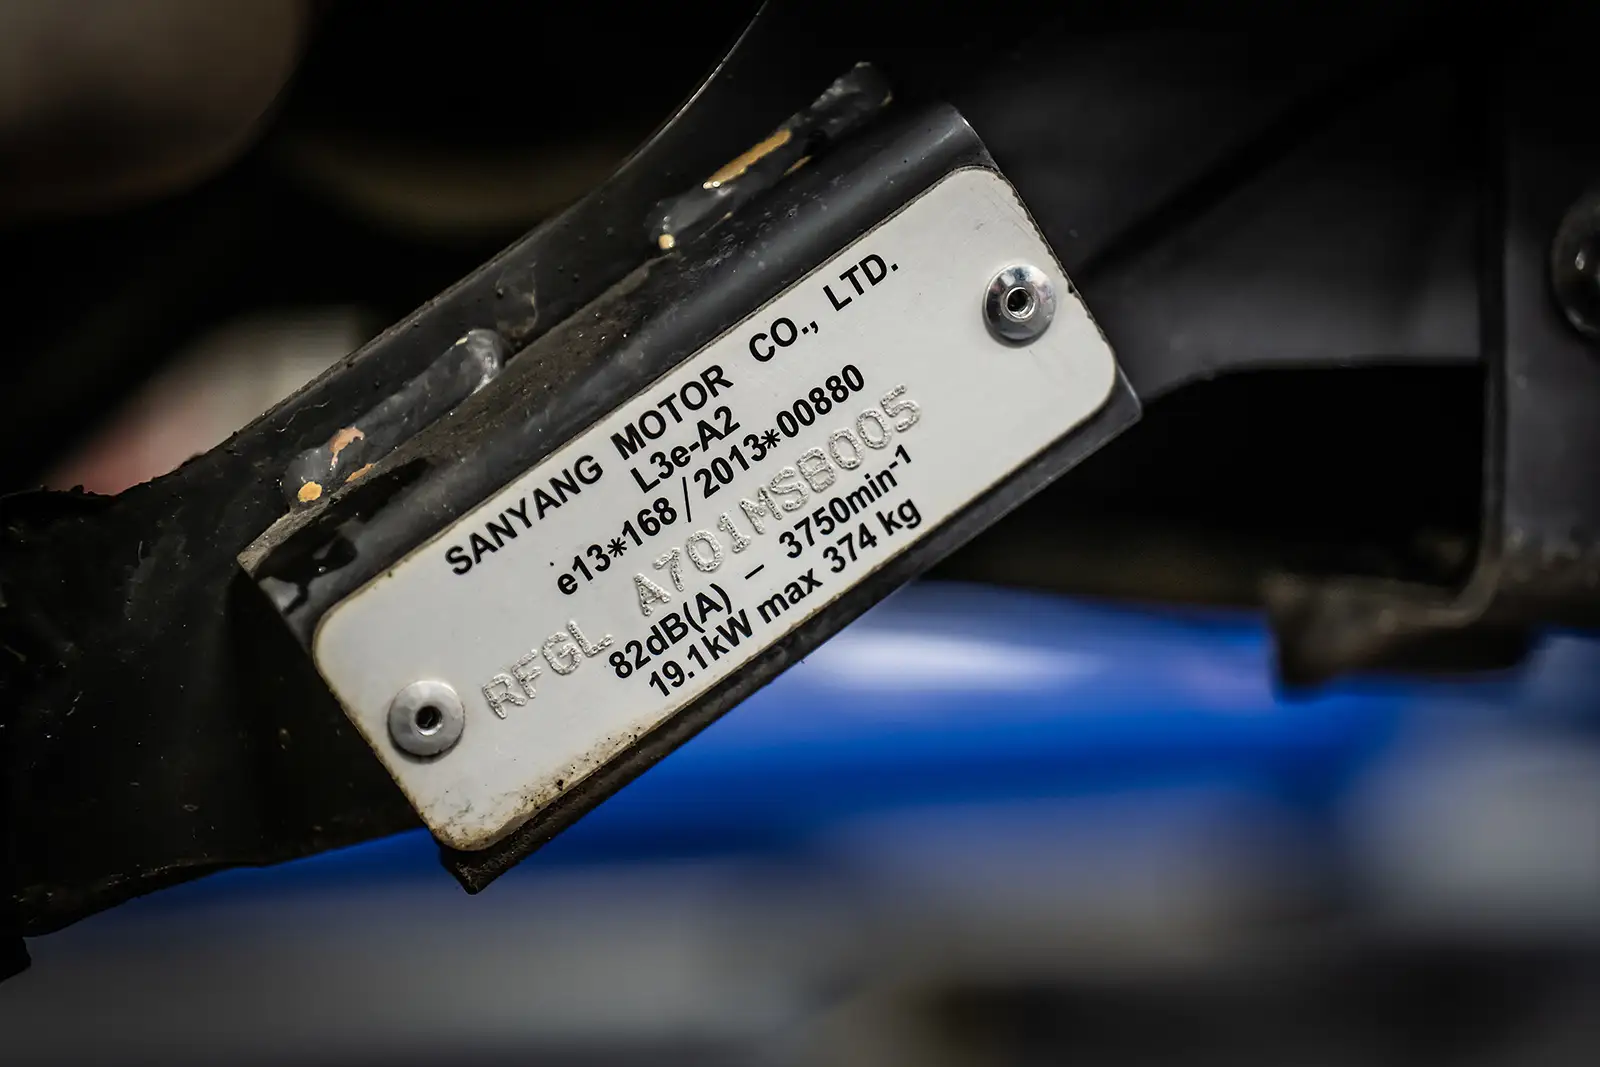 SANYANG MOTOR CO., LTD.
L3e-A2
e13*168/2013*00880
RFGL A701MSB005
82dB(A) – 3750min-1
19.1kW max 374 kg